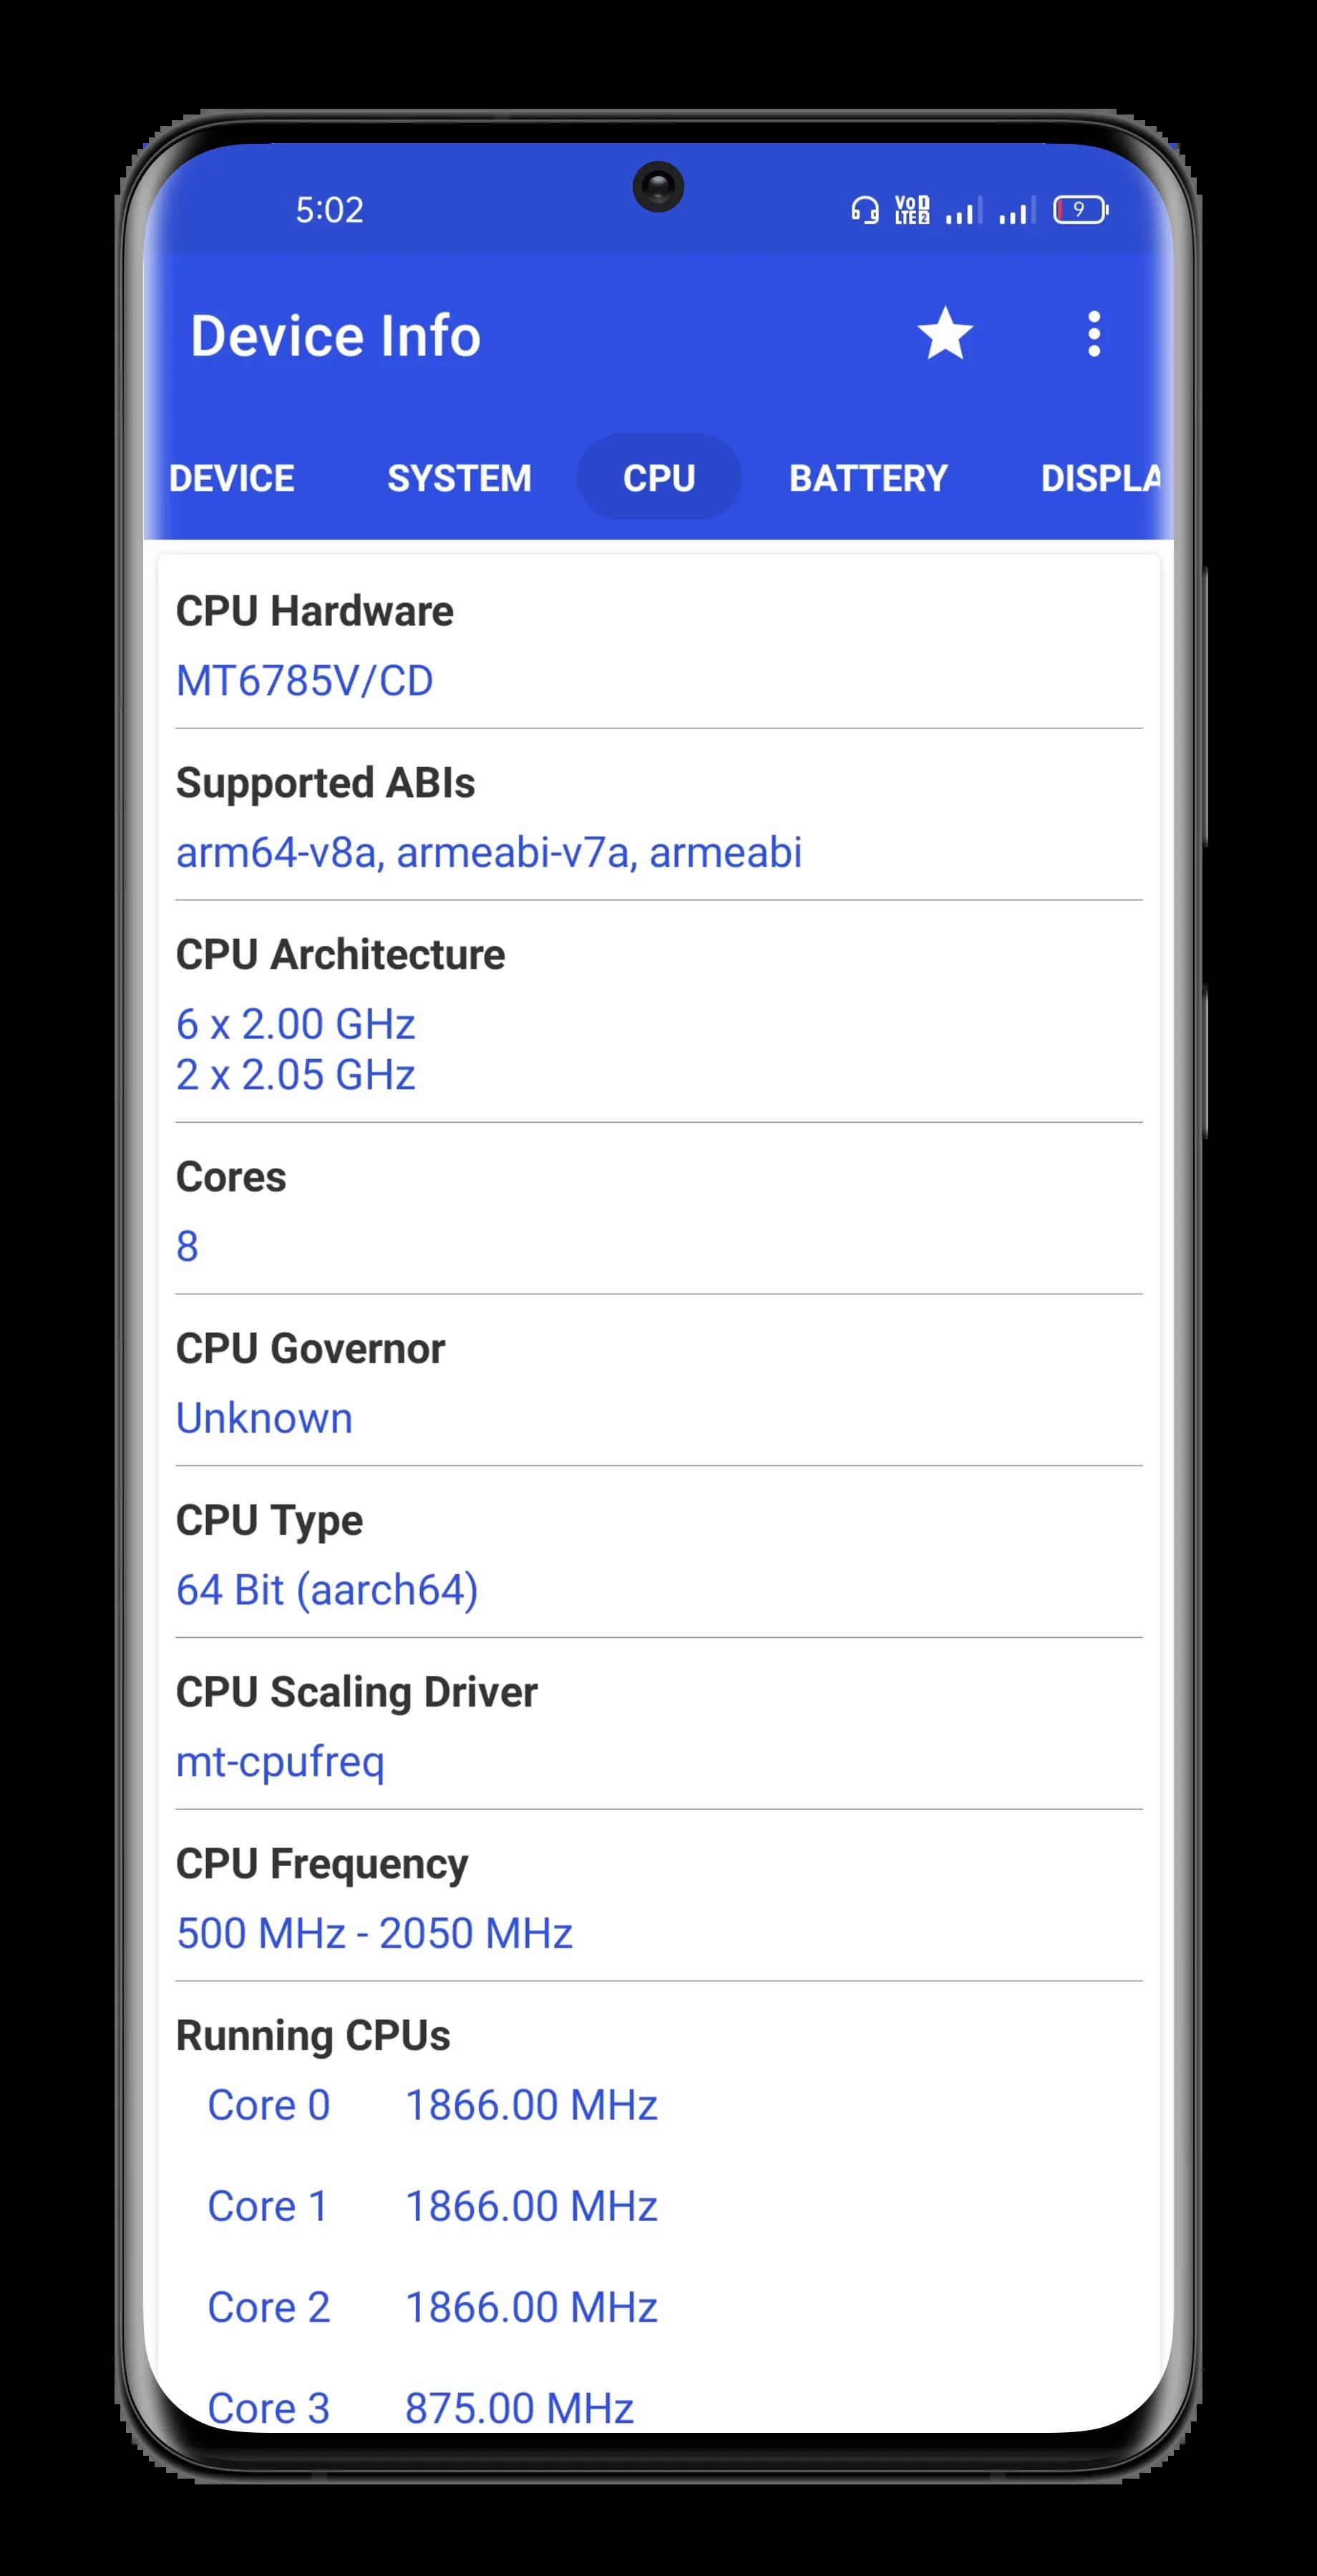 5:02
Vo 1
LTE 2
9
Device Info
DEVICE SYSTEM CPU BATTERY DISPLA
CPU Hardware
MT6785V/CD
Supported ABIs
arm64-v8a, armeabi-v7a, armeabi
CPU Architecture
6 x 2.00 GHz
2 x 2.05 GHz
Cores
8
CPU Governor
Unknown
CPU Type
64 Bit (aarch64)
CPU Scaling Driver
mt-cpufreq
CPU Frequency
500 MHz - 2050 MHz
Running CPUs
Core 0 1866.00 MHz
Core 1 1866.00 MHz
Core 2 1866.00 MHz
Core 3 875.00 MHz